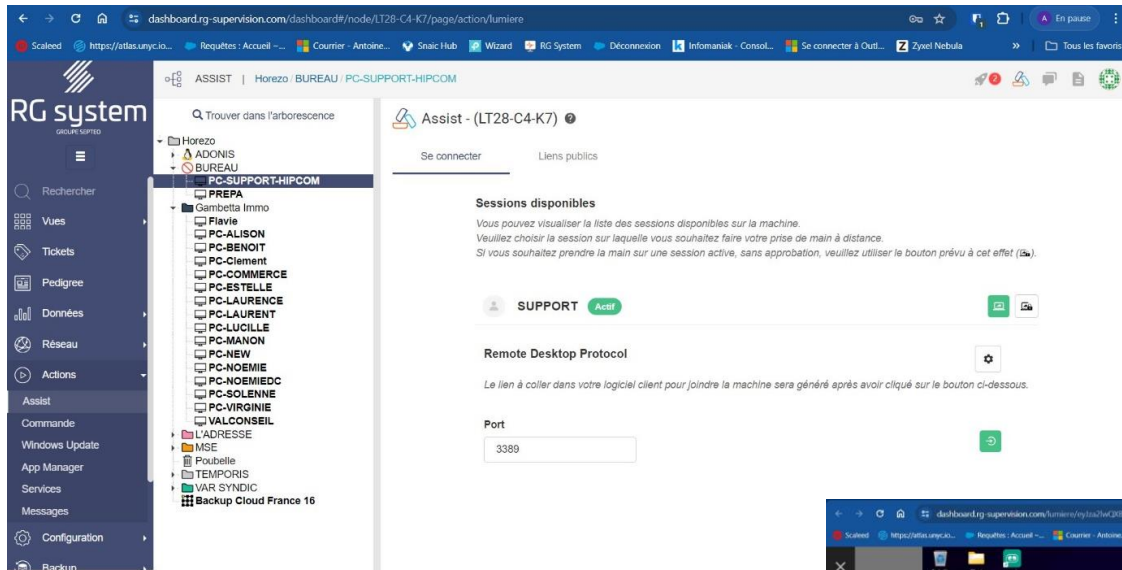 dashboard.rg-supervision.com/dashboard#/node/LT28-C4-K7/page/action/lumiere
En pause
Scaleed
https://atlas.unyc.io...
Requêtes : Accueil –...
Courrier - Antoine...
Snaic Hub
Wizard
RG System
Déconnexion
Infomaniak - Consol...
Se connecter à Outl...
Zyxel Nebula
»
Tous les favoris
RG system
GROUPE SEPTEO
ASSIST | Horezo / BUREAU / PC-SUPPORT-HIPCOM
2
Rechercher
Vues
Tickets
Pedigree
Données
Réseau
Actions
Assist
Commande
Windows Update
App Manager
Services
Messages
Configuration
Backup
Trouver dans l'arborescence
Horezo
ADONIS
BUREAU
PC-SUPPORT-HIPCOM
PREPA
Gambetta Immo
Flavie
PC-ALISON
PC-BENOIT
PC-Clement
PC-COMMERCE
PC-ESTELLE
PC-LAURENCE
PC-LAURENT
PC-LUCILLE
PC-MANON
PC-NEW
PC-NOEMIE
PC-NOEMIEDC
PC-SOLENNE
PC-VIRGINIE
VALCONSEIL
L'ADRESSE
MSE
Poubelle
TEMPORIS
VAR SYNDIC
Backup Cloud France 16
Assist - (LT28-C4-K7)
Se connecter
Liens publics
Sessions disponibles
Vous pouvez visualiser la liste des sessions disponibles sur la machine.
Veuillez choisir la session sur laquelle vous souhaitez faire votre prise de main à distance.
Si vous souhaitez prendre la main sur une session active, sans approbation, veuillez utiliser le bouton prévu à cet effet ( ).
SUPPORT Actif
Remote Desktop Protocol
Le lien à coller dans votre logiciel client pour joindre la machine sera généré après avoir cliqué sur le bouton ci-dessous.
Port
3389
dashboard.rg-supervision.com/lumiere/
Scaleed
https://atlas.unyc.io...
Requêtes : Accueil –...
Courrier - Antoine